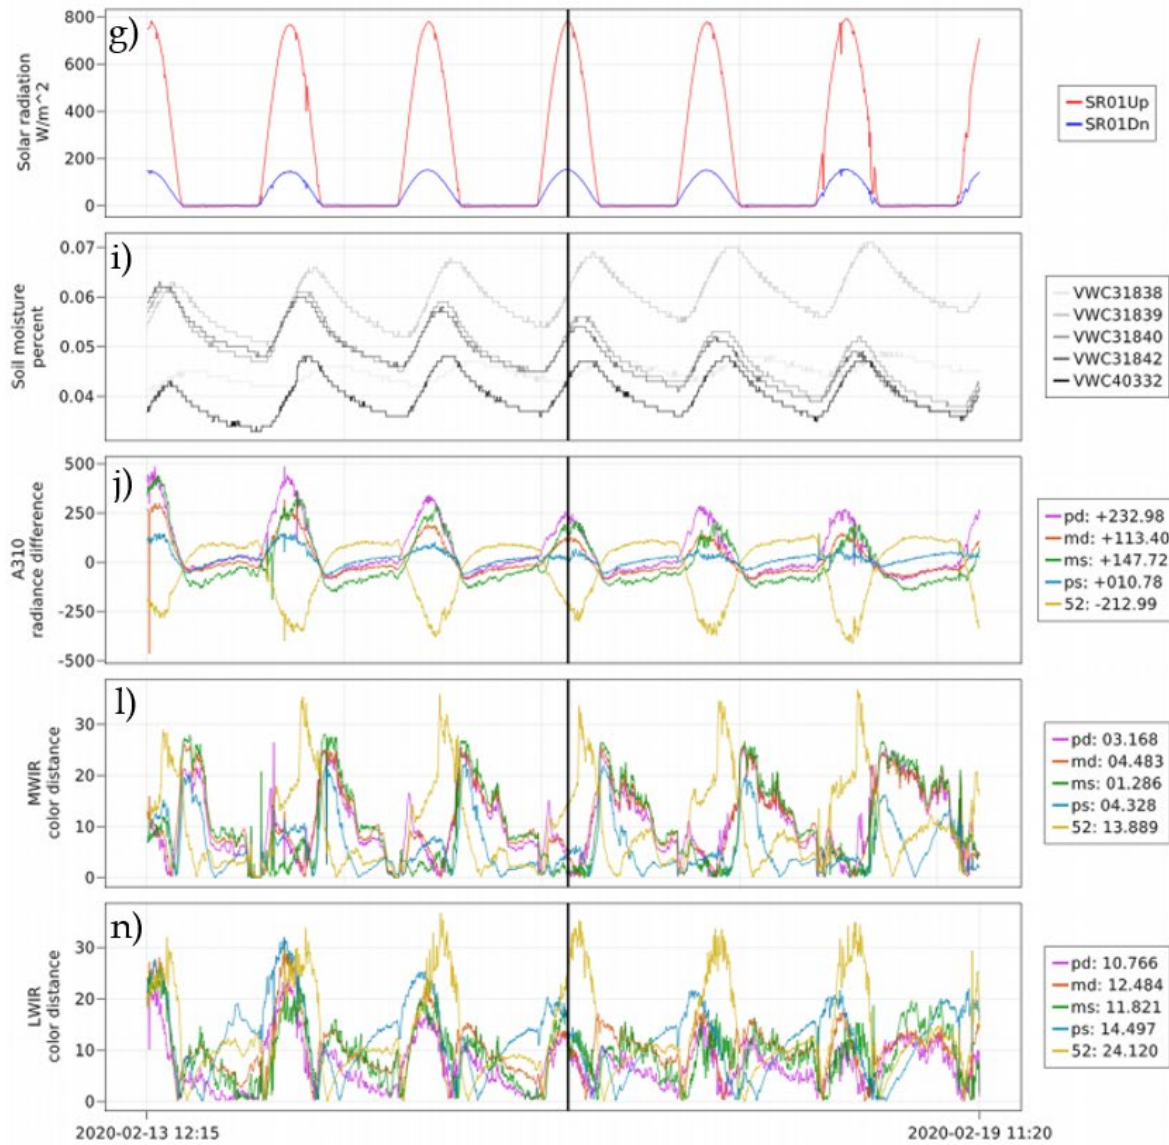 g)
Solar radiation
W/m^2
800
600
400
200
0
SR01Up
SR01Dn
i)
Soil moisture
percent
0.07
0.06
0.05
0.04
VWC31838
VWC31839
VWC31840
VWC31842
VWC40332
j)
A310
radiance difference
500
250
0
-250
-500
pd: +232.98
md: +113.40
ms: +147.72
ps: +010.78
52: -212.99
l)
MWIR
color distance
30
20
10
0
pd: 03.168
md: 04.483
ms: 01.286
ps: 04.328
52: 13.889
n)
LWIR
color distance
30
20
10
0
pd: 10.766
md: 12.484
ms: 11.821
ps: 14.497
52: 24.120
2020-02-13 12:15
2020-02-19 11:20